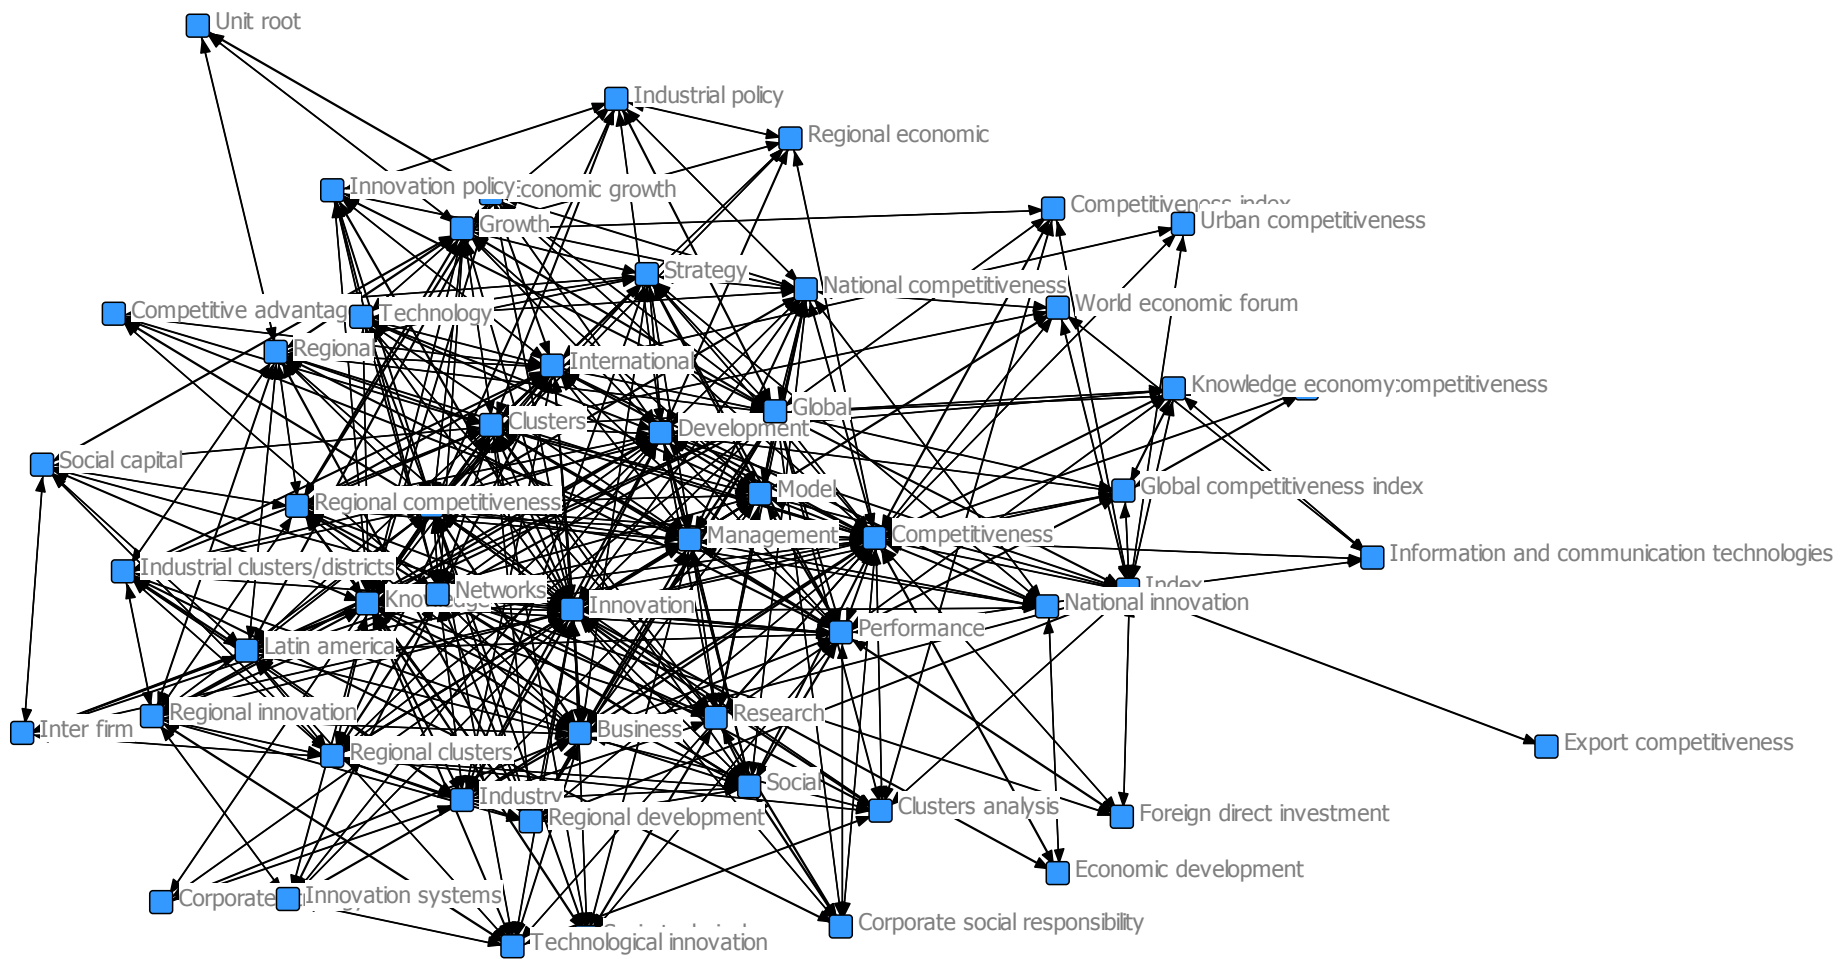 Unit root
Industrial policy
Regional economic
Innovation policy
conomic growth
Growth
Competitiveness index
Urban competitiveness
Strategy
National competitiveness
World economic forum
Competitive advantag
Technology
Regional
International
Knowledge economy
ompetitiveness
Global
Clusters
Development
Social capital
Model
Global competitiveness index
Regional competitiveness
Management
Competitiveness
Information and communication technologies
Industrial clusters/districts
Index
Networks
Knowledge
Innovation
National innovation
Performance
Latin america
Regional innovation
Research
Inter firm
Business
Export competitiveness
Regional clusters
Social
Industry
Clusters analysis
Regional development
Foreign direct investment
Economic development
Corporate
Innovation systems
Corporate social responsibility
Technological innovation